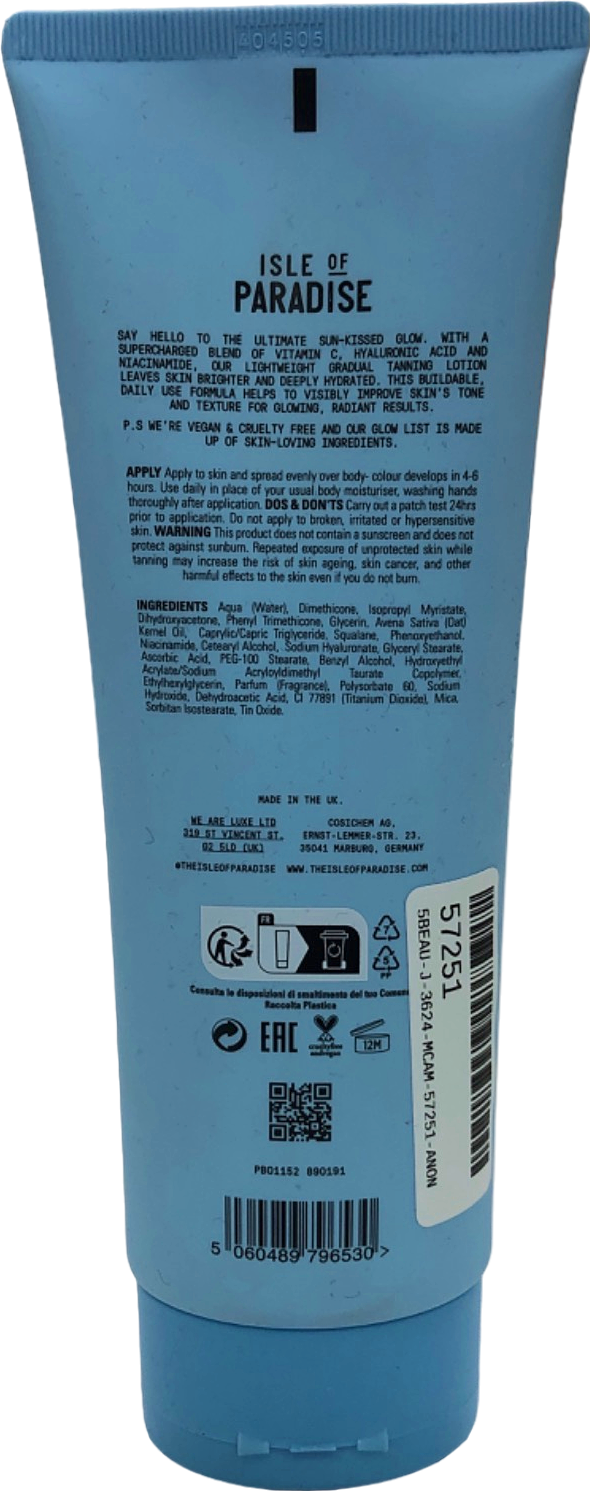 404505
ISLE OF
PARADISE
SAY HELLO TO THE ULTIMATE SUN-KISSED GLOW. WITH A
SUPERCHARGED BLEND OF VITAMIN C, HYALURONIC ACID AND
NIACINAMIDE, OUR LIGHTWEIGHT GRADUAL TANNING LOTION
LEAVES SKIN BRIGHTER AND DEEPLY HYDRATED. THIS BUILDABLE,
DAILY USE FORMULA HELPS TO VISIBLY IMPROVE SKIN'S TONE
AND TEXTURE FOR GLOWING, RADIANT RESULTS.
P.S WE'RE VEGAN & CRUELTY FREE AND OUR GLOW LIST IS MADE
UP OF SKIN-LOVING INGREDIENTS.
APPLY Apply to skin and spread evenly over body- colour develops in 4-6
hours. Use daily in place of your usual body moisturiser, washing hands
thoroughly after application. DOS & DON'TS Carry out a patch test 24hrs
prior to application. Do not apply to broken, irritated or hypersensitive
skin. WARNING This product does not contain a sunscreen and does not
protect against sunburn. Repeated exposure of unprotected skin while
tanning may increase the risk of skin ageing, skin cancer, and other
harmful effects to the skin even if you do not burn.
INGREDIENTS Aqua (Water), Dimethicone, Isopropyl Myristate,
Dihydroxyacetone, Phenyl Trimethicone, Glycerin, Avena Sativa (Oat)
Kernel Oil, Caprylic/Capric Triglyceride, Squalane, Phenoxyethanol,
Niacinamide, Cetearyl Alcohol, Sodium Hyaluronate, Glyceryl Stearate,
Ascorbic Acid, PEG-100 Stearate, Benzyl Alcohol, Hydroxyethyl
Acrylate/Sodium Acryloyldimethyl Taurate Copolymer,
Ethylhexylglycerin, Parfum (Fragrance), Polysorbate 60, Sodium
Hydroxide, Dehydroacetic Acid, CI 77891 (Titanium Dioxide), Mica,
Sorbitan Isostearate, Tin Oxide.
MADE IN THE UK.
WE ARE LUXE LTD
319 ST VINCENT ST.
G2 5LD (UK)
COSICHEM AG,
ERNST-LEMMER-STR. 23.
35041 MARBURG, GERMANY
@THEISLEOFPARADISE WWW.THEISLEOFPARADISE.COM
FR
7
5
PP
Consulta le disposizioni di smaltimento del tuo Comune
Raccolta Plastica
EAC
crueltyfree
andvegan
12M
PB01152 890191
5 060489 796530 >
57251
5BEAU-J-3624-MCAM-57251-ANON